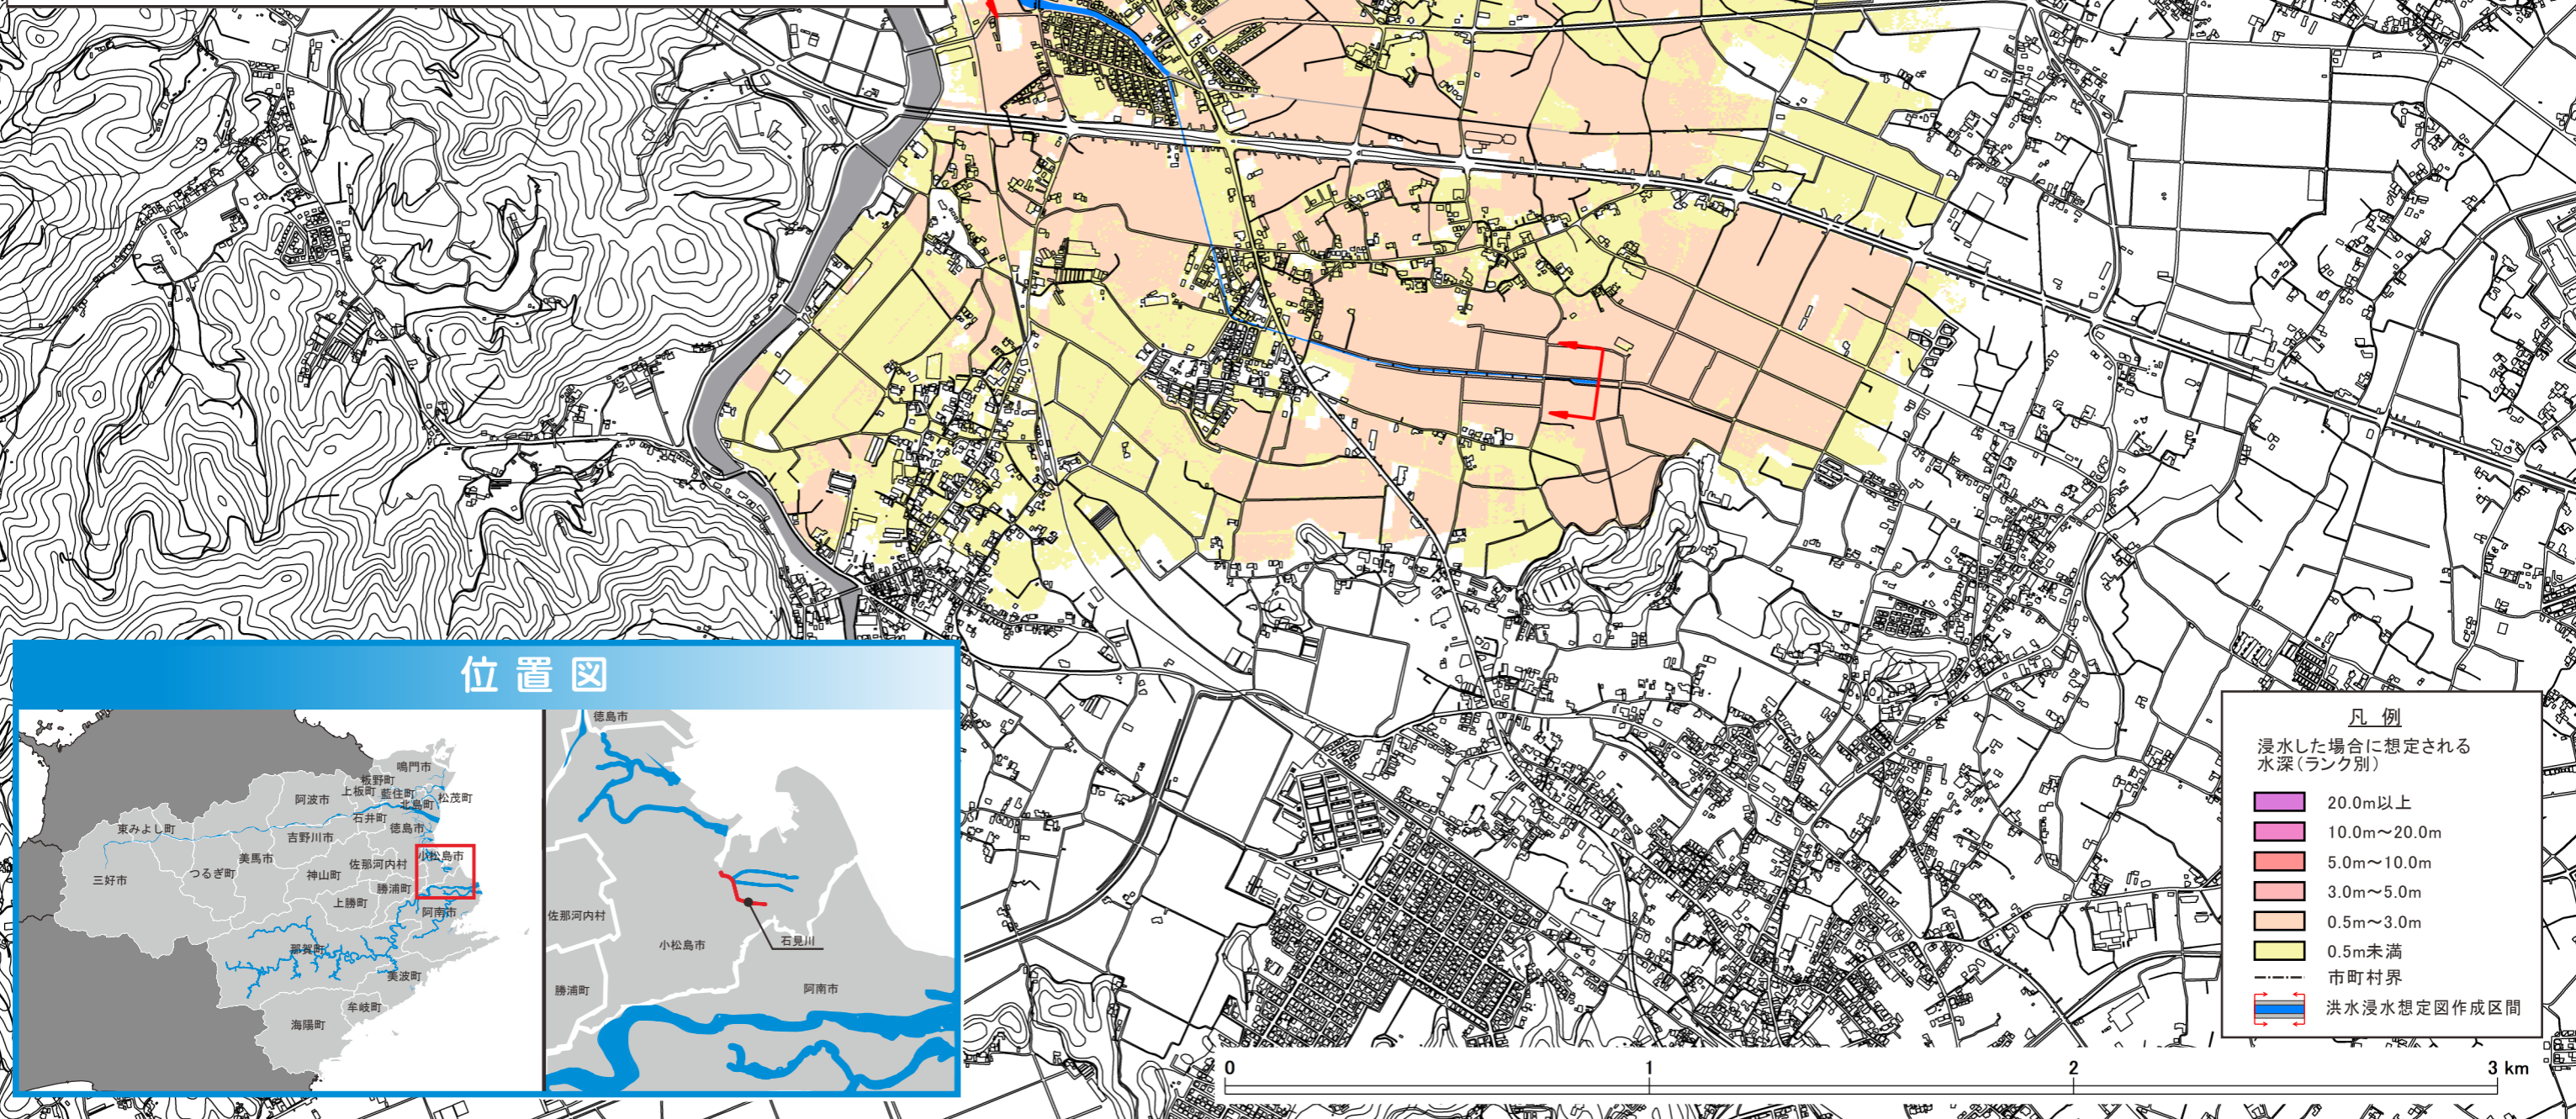 位置図
鳴門市
板野町
上板町
藍住町
松茂町
北島町
阿波市
石井町
徳島市
東みよし町
吉野川市
小松島市
美馬市
佐那河内村
つるぎ町
神山町
三好市
勝浦町
上勝町
阿南市
那賀町
美波町
牟岐町
海陽町
徳島市
佐那河内村
小松島市
石見川
勝浦町
阿南市
凡 例
浸水した場合に想定される
水深(ランク別)
20.0m以上
10.0m～20.0m
5.0m～10.0m
3.0m～5.0m
0.5m～3.0m
0.5m未満
市町村界
洪水浸水想定図作成区間
0 1 2 3 km